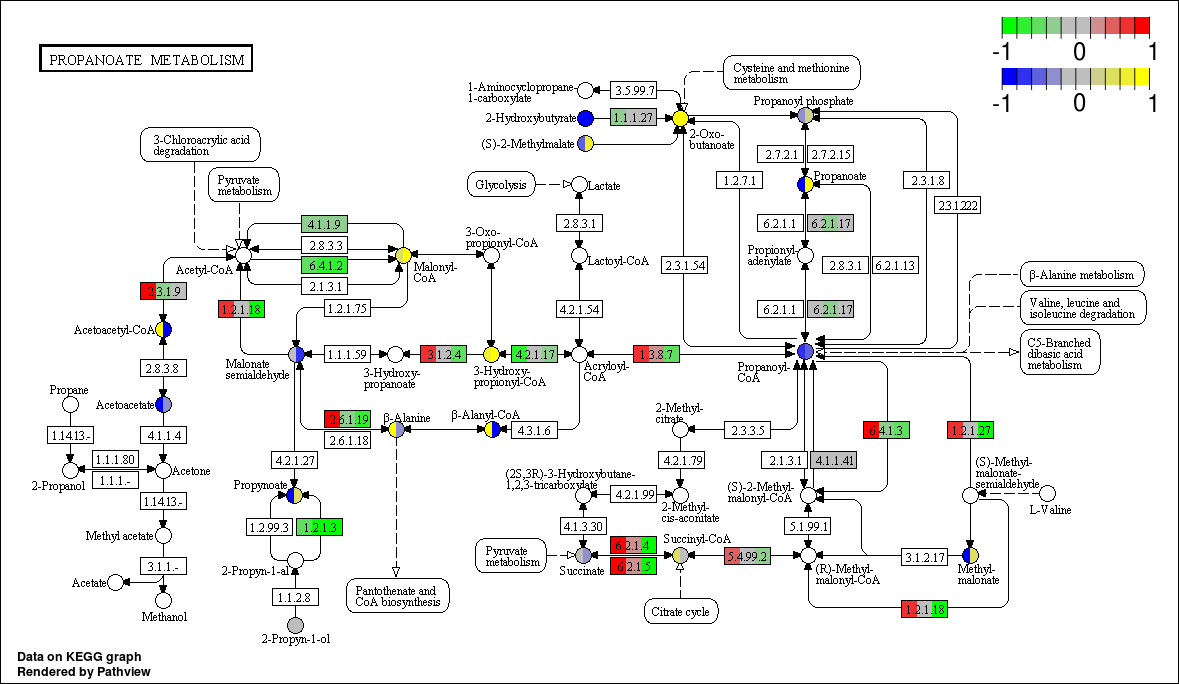 -1 0 1
-1 0 1
PROPANOATE METABOLISM
Cysteine and methionine
metabolism
1-Aminocyclopropane
1-carboxylate
3.5.99.7
Propanoyl phosphate
2-Hydroxybutyrate
1.1.1.27
2-Oxo-
butanoate
(S)-2-Methylmalate
3-Chloroacrylic acid
degradation
2.7.2.1
2.7.2.15
Pyruvate
metabolism
Glycolysis
Lactate
1.2.7.1
Propanoate
2.3.1.8
2.3.1.222
4.1.1.9
2.8.3.1
6.2.1.1
6.2.1.17
2.8.3.3
3-Oxo-
propionyl-CoA
Acetyl-CoA
6.4.1.2
Malonyl-
CoA
Lactoyl-CoA
2.3.1.54
Propionyl-
adenylate
2.8.3.1
6.2.1.13
β-Alanine metabolism
2.1.3.1
2.3.1.9
1.2.1.18
1.2.1.75
4.2.1.54
6.2.1.1
6.2.1.17
Valine, leucine and
isoleucine degradation
Acetoacetyl-CoA
C5-Branched
dibasic acid
metabolism
Malonate
semialdehyde
1.1.1.59
3-Hydroxy-
propanoate
3.1.2.4
3-Hydroxy-
propionyl-CoA
4.2.1.17
Acryloyl-
CoA
1.3.8.7
Propanoyl-
CoA
2.8.3.8
Propane
Acetoacetate
2.6.1.19
β-Alanine
β-Alanyl-CoA
4.3.1.6
2-Methyl-
citrate
2.3.3.5
6.4.1.3
1.2.1.27
1.14.13.-
4.1.1.4
2.6.1.18
1.1.1.80
1.1.1.-
Acetone
2-Propanol
4.2.1.27
4.2.1.79
2.1.3.1
4.1.1.41
(S)-Methyl-
malonate-
semialdehyde
(2S,3R)-3-Hydroxybutane-
1,2,3-tricarboxylate
4.2.1.99
2-Methyl-
cis-aconitate
(S)-2-Methyl-
malonyl-CoA
L-Valine
1.14.13.-
Propynoate
1.2.99.3
1.2.1.3
4.1.3.30
5.1.99.1
Methyl acetate
Pyruvate
metabolism
Succinate
6.2.1.4
6.2.1.5
Succinyl-CoA
5.4.99.2
(R)-Methyl-
malonyl-CoA
3.1.2.17
Methyl-
malonate
3.1.1.-
2-Propyn-1-al
Acetate
Methanol
1.1.2.8
Pantothenate and
CoA biosynthesis
Citrate cycle
1.2.1.18
2-Propyn-1-ol
Data on KEGG graph
Rendered by Pathview